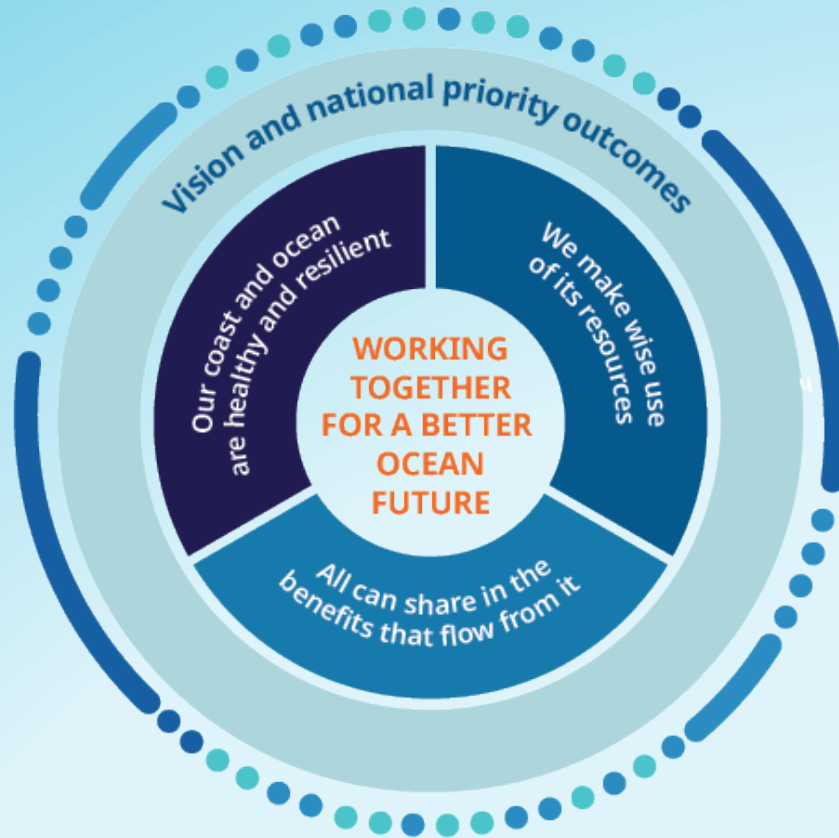 Vision and national priority outcomes
Our coast and ocean
are healthy and resilient
We make wise use
of its resources
WORKING
TOGETHER
FOR A BETTER
OCEAN
FUTURE
All can share in the
benefits that flow from it